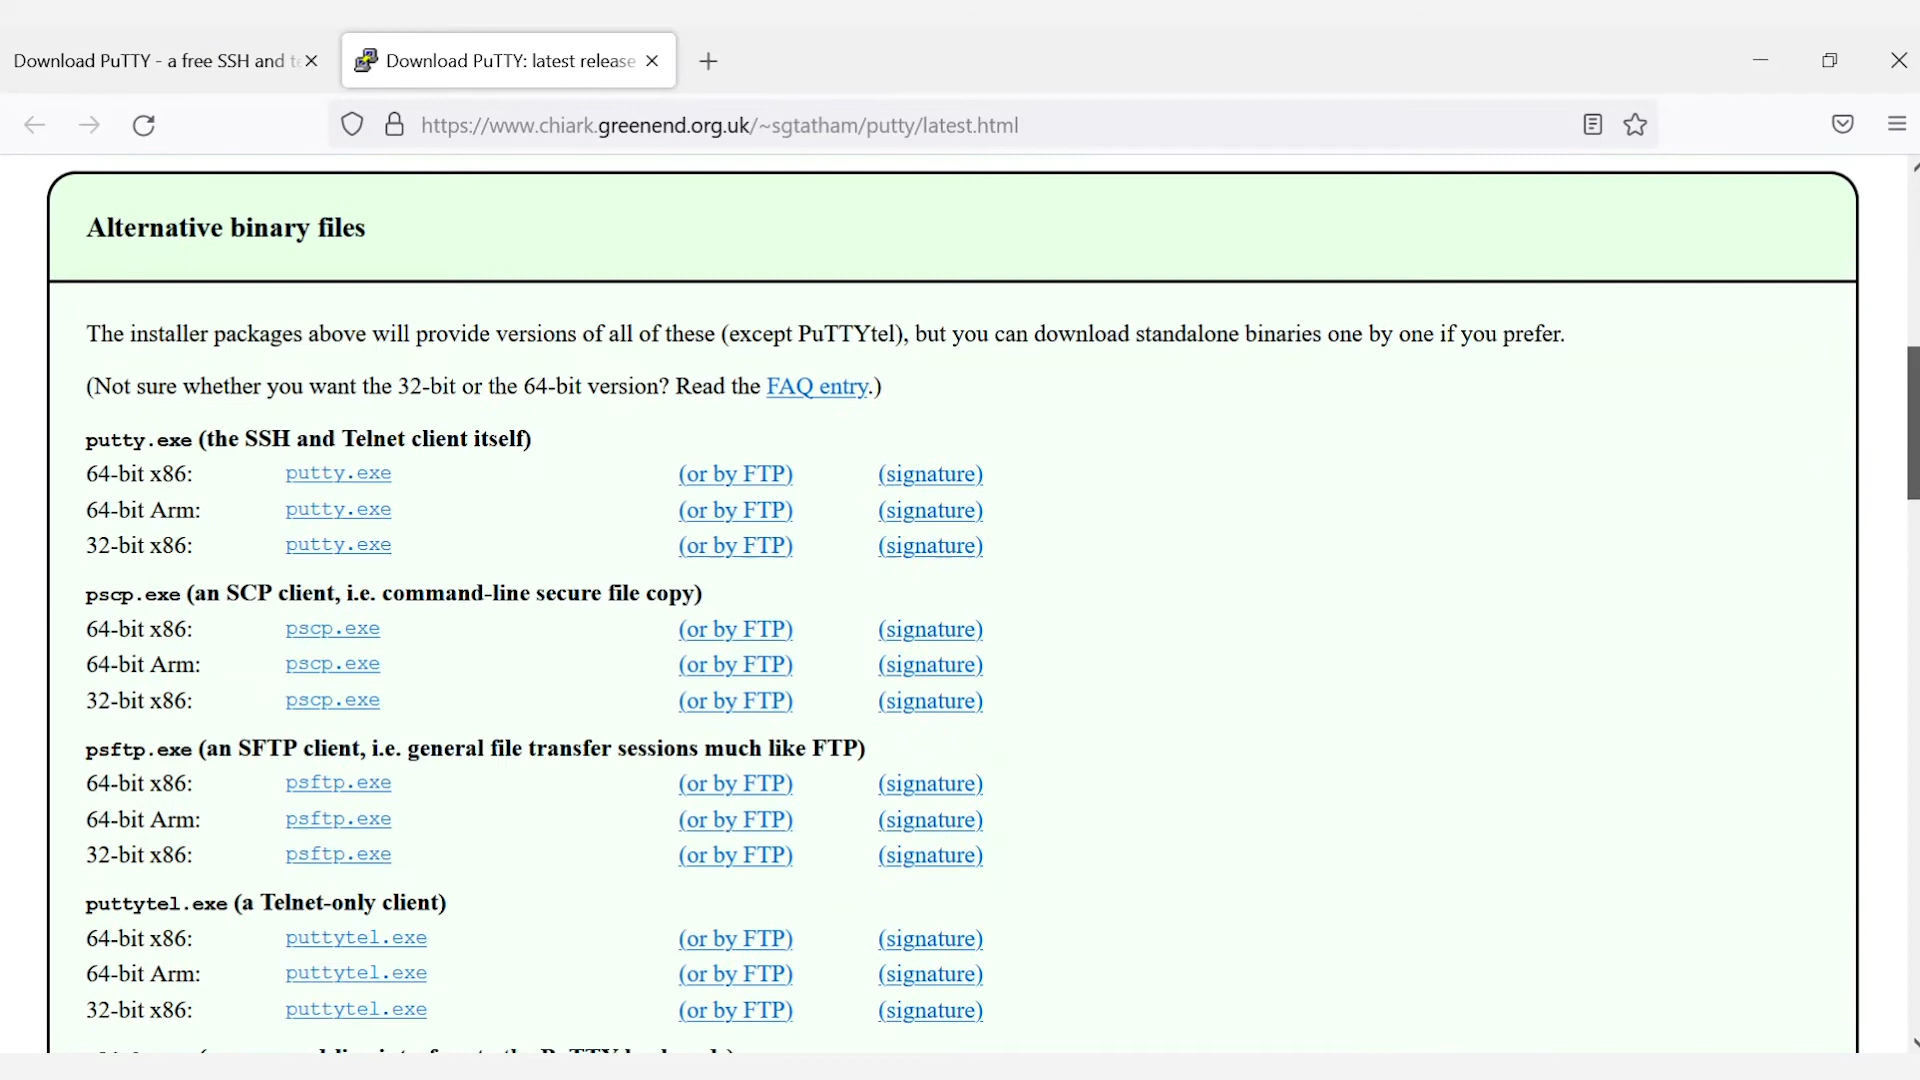 Download PuTTY - a free SSH and te
Download PuTTY: latest release
https://www.chiark.greenend.org.uk/~sgtatham/putty/latest.html
Alternative binary files
The installer packages above will provide versions of all of these (except PuTTYtel), but you can download standalone binaries one by one if you prefer.
(Not sure whether you want the 32-bit or the 64-bit version? Read the FAQ entry.)
putty.exe (the SSH and Telnet client itself)
64-bit x86: putty.exe (or by FTP) (signature)
64-bit Arm: putty.exe (or by FTP) (signature)
32-bit x86: putty.exe (or by FTP) (signature)
pscp.exe (an SCP client, i.e. command-line secure file copy)
64-bit x86: pscp.exe (or by FTP) (signature)
64-bit Arm: pscp.exe (or by FTP) (signature)
32-bit x86: pscp.exe (or by FTP) (signature)
psftp.exe (an SFTP client, i.e. general file transfer sessions much like FTP)
64-bit x86: psftp.exe (or by FTP) (signature)
64-bit Arm: psftp.exe (or by FTP) (signature)
32-bit x86: psftp.exe (or by FTP) (signature)
puttytel.exe (a Telnet-only client)
64-bit x86: puttytel.exe (or by FTP) (signature)
64-bit Arm: puttytel.exe (or by FTP) (signature)
32-bit x86: puttytel.exe (or by FTP) (signature)